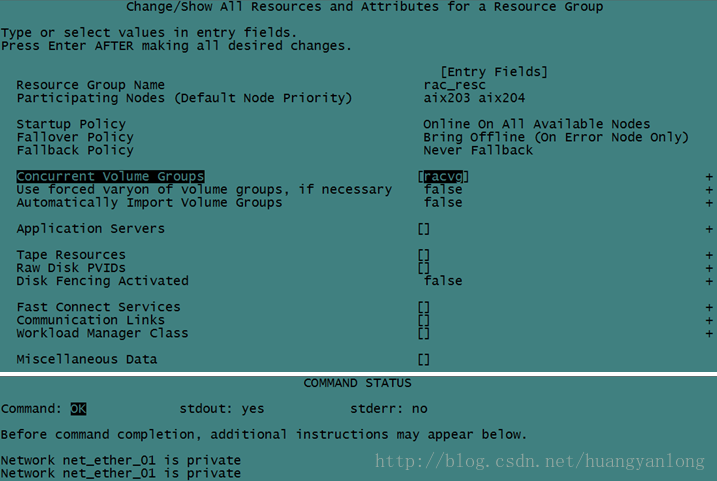 Change/Show All Resources and Attributes for a Resource Group
Type or select values in entry fields.
Press Enter AFTER making all desired changes.
[Entry Fields]
Resource Group Name rac_resc
Participating Nodes (Default Node Priority) aix203 aix204
Startup Policy Online On All Available Nodes
Fallover Policy Bring Offline (On Error Node Only)
Fallback Policy Never Fallback
Concurrent Volume Groups [racvg] +
Use forced varyon of volume groups, if necessary false +
Automatically Import Volume Groups false +
Application Servers [] +
Tape Resources [] +
Raw Disk PVIDs [] +
Disk Fencing Activated false +
Fast Connect Services [] +
Communication Links [] +
Workload Manager Class [] +
Miscellaneous Data []
COMMAND STATUS
Command: OK stdout: yes stderr: no
Before command completion, additional instructions may appear below.
Network net_ether_01 is private
Network net_ether_01 is private
http://blog.csdn.net/huangyanlong